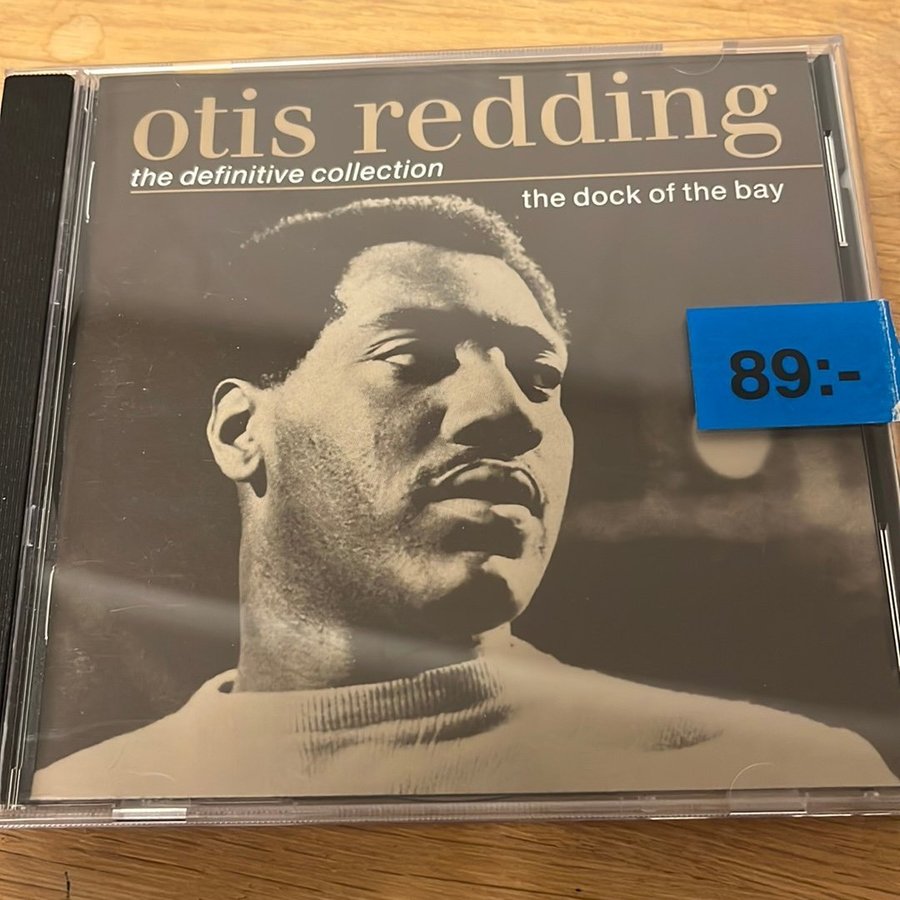 otis redding
the definitive collection
the dock of the bay
89:-